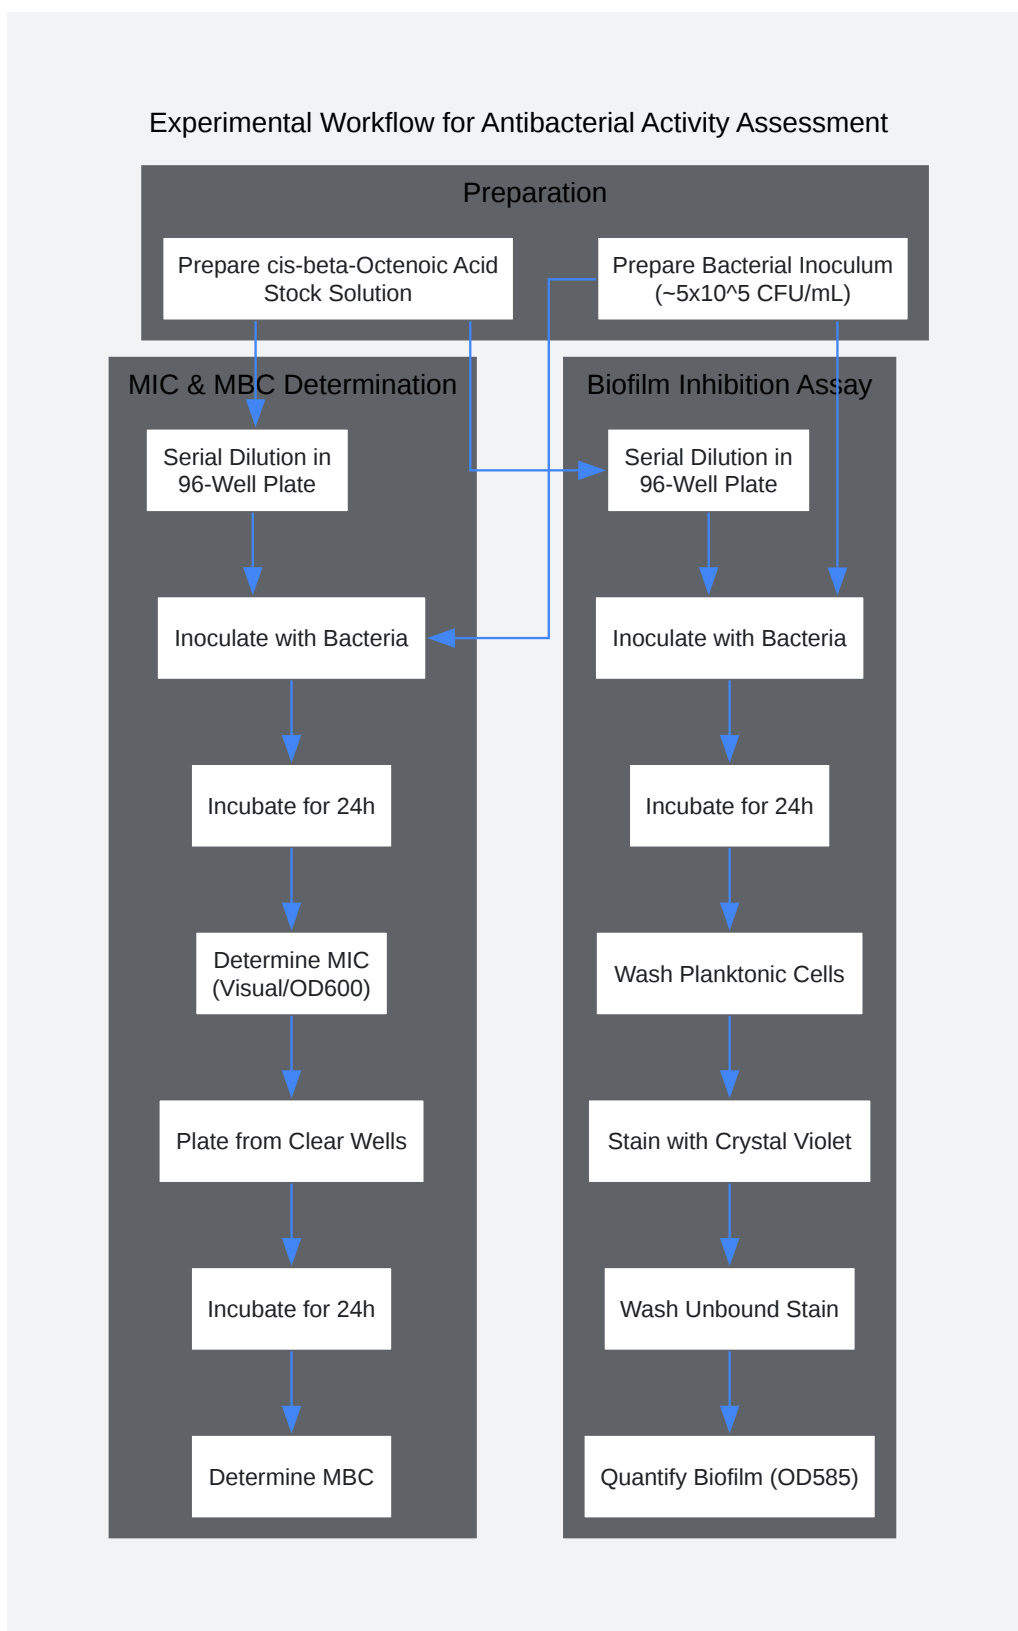 Experimental Workflow for Antibacterial Activity Assessment
Preparation
Prepare cis-beta-Octenoic Acid
Stock Solution
Prepare Bacterial Inoculum
(~5x10^5 CFU/mL)
MIC & MBC Determination
Serial Dilution in
96-Well Plate
Inoculate with Bacteria
Incubate for 24h
Determine MIC
(Visual/OD600)
Plate from Clear Wells
Incubate for 24h
Determine MBC
Biofilm Inhibition Assay
Serial Dilution in
96-Well Plate
Inoculate with Bacteria
Incubate for 24h
Wash Planktonic Cells
Stain with Crystal Violet
Wash Unbound Stain
Quantify Biofilm (OD585)